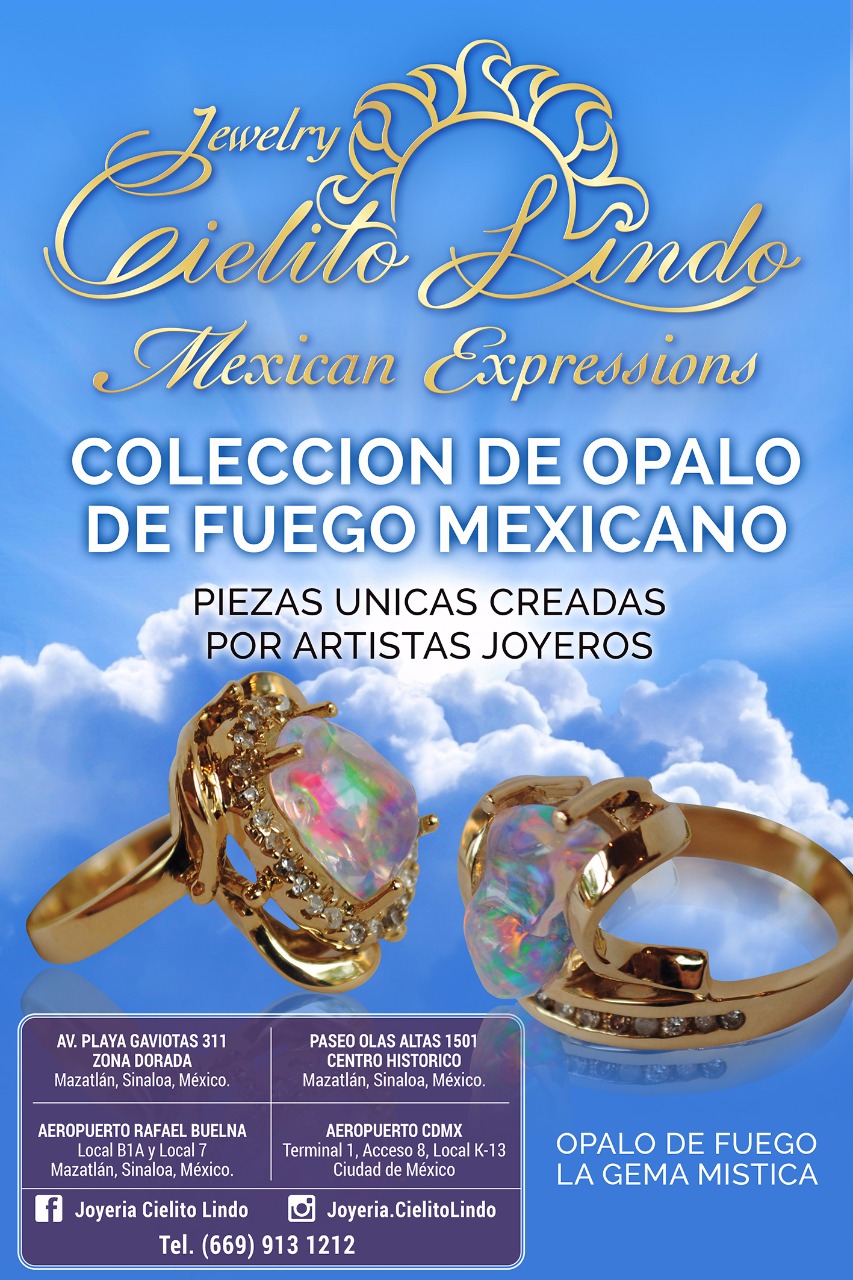 Jewelry
Cielito Lindo
Mexican Expressions
COLECCION DE OPALO
DE FUEGO MEXICANO
PIEZAS UNICAS CREADAS
POR ARTISTAS JOYEROS
AV. PLAYA GAVIOTAS 311
ZONA DORADA
Mazatlán, Sinaloa, México.
PASEO OLAS ALTAS 1501
CENTRO HISTORICO
Mazatlán, Sinaloa, México.
AEROPUERTO RAFAEL BUELNA
Local B1A y Local 7
Mazatlán, Sinaloa, México.
AEROPUERTO CDMX
Terminal 1, Acceso 8, Local K-13
Ciudad de México
Joyeria Cielito Lindo
Joyeria.CielitoLindo
Tel. (669) 913 1212
OPALO DE FUEGO
LA GEMA MISTICA